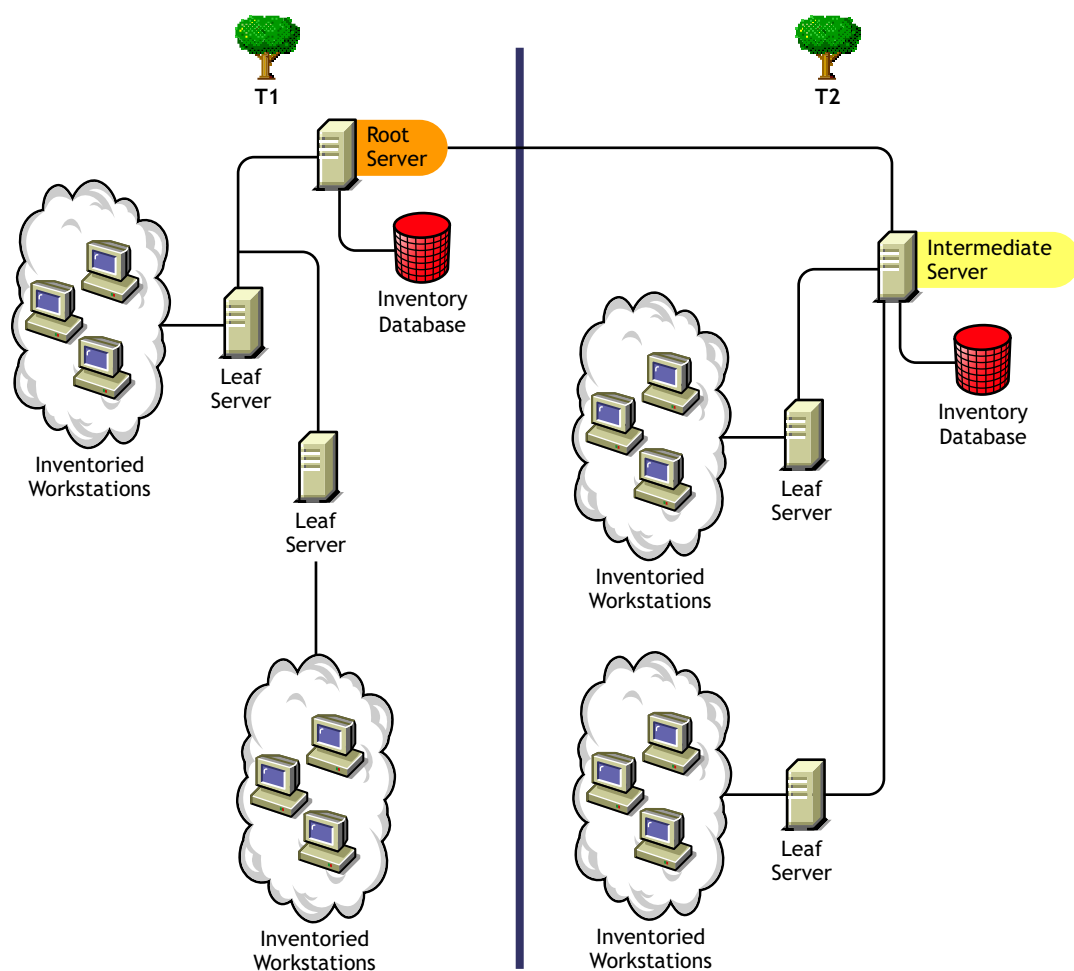 T1
T2
Root
Server
Intermediate
Server
Inventory
Database
Leaf
Server
Inventoried
Workstations
Leaf
Server
Inventoried
Workstations
Inventory
Database
Leaf
Server
Inventoried
Workstations
Leaf
Server
Inventoried
Workstations